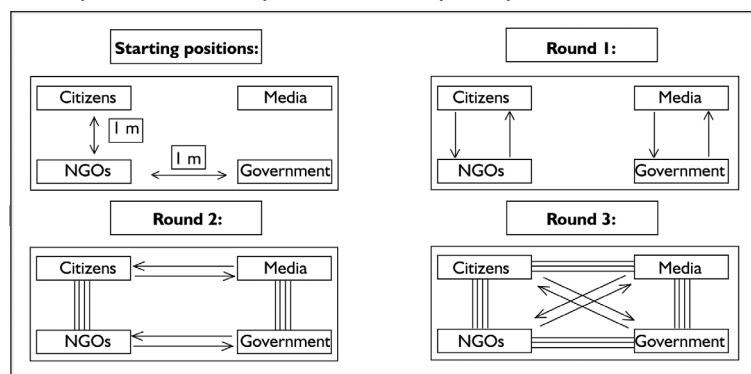 Starting positions:
Citizens
Media
1 m
1 m
NGOs
Government
Round 1:
Citizens
Media
NGOs
Government
Round 2:
Citizens
Media
NGOs
Government
Round 3:
Citizens
Media
NGOs
Government